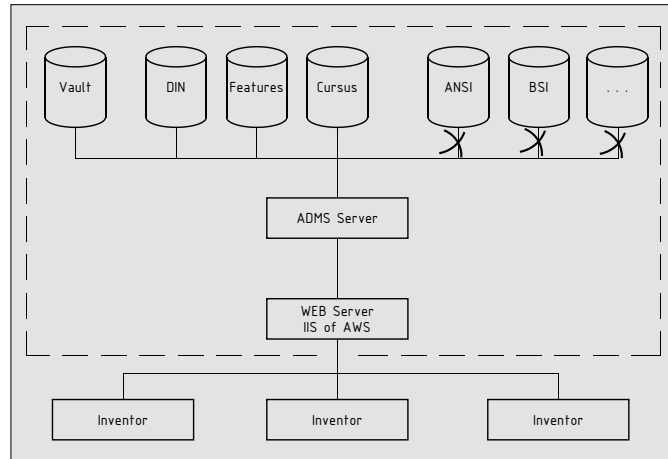 Vault
DIN
Features
Cursus
ANSI
BSI
...
ADMS Server
WEB Server
IIS of AWS
Inventor
Inventor
Inventor